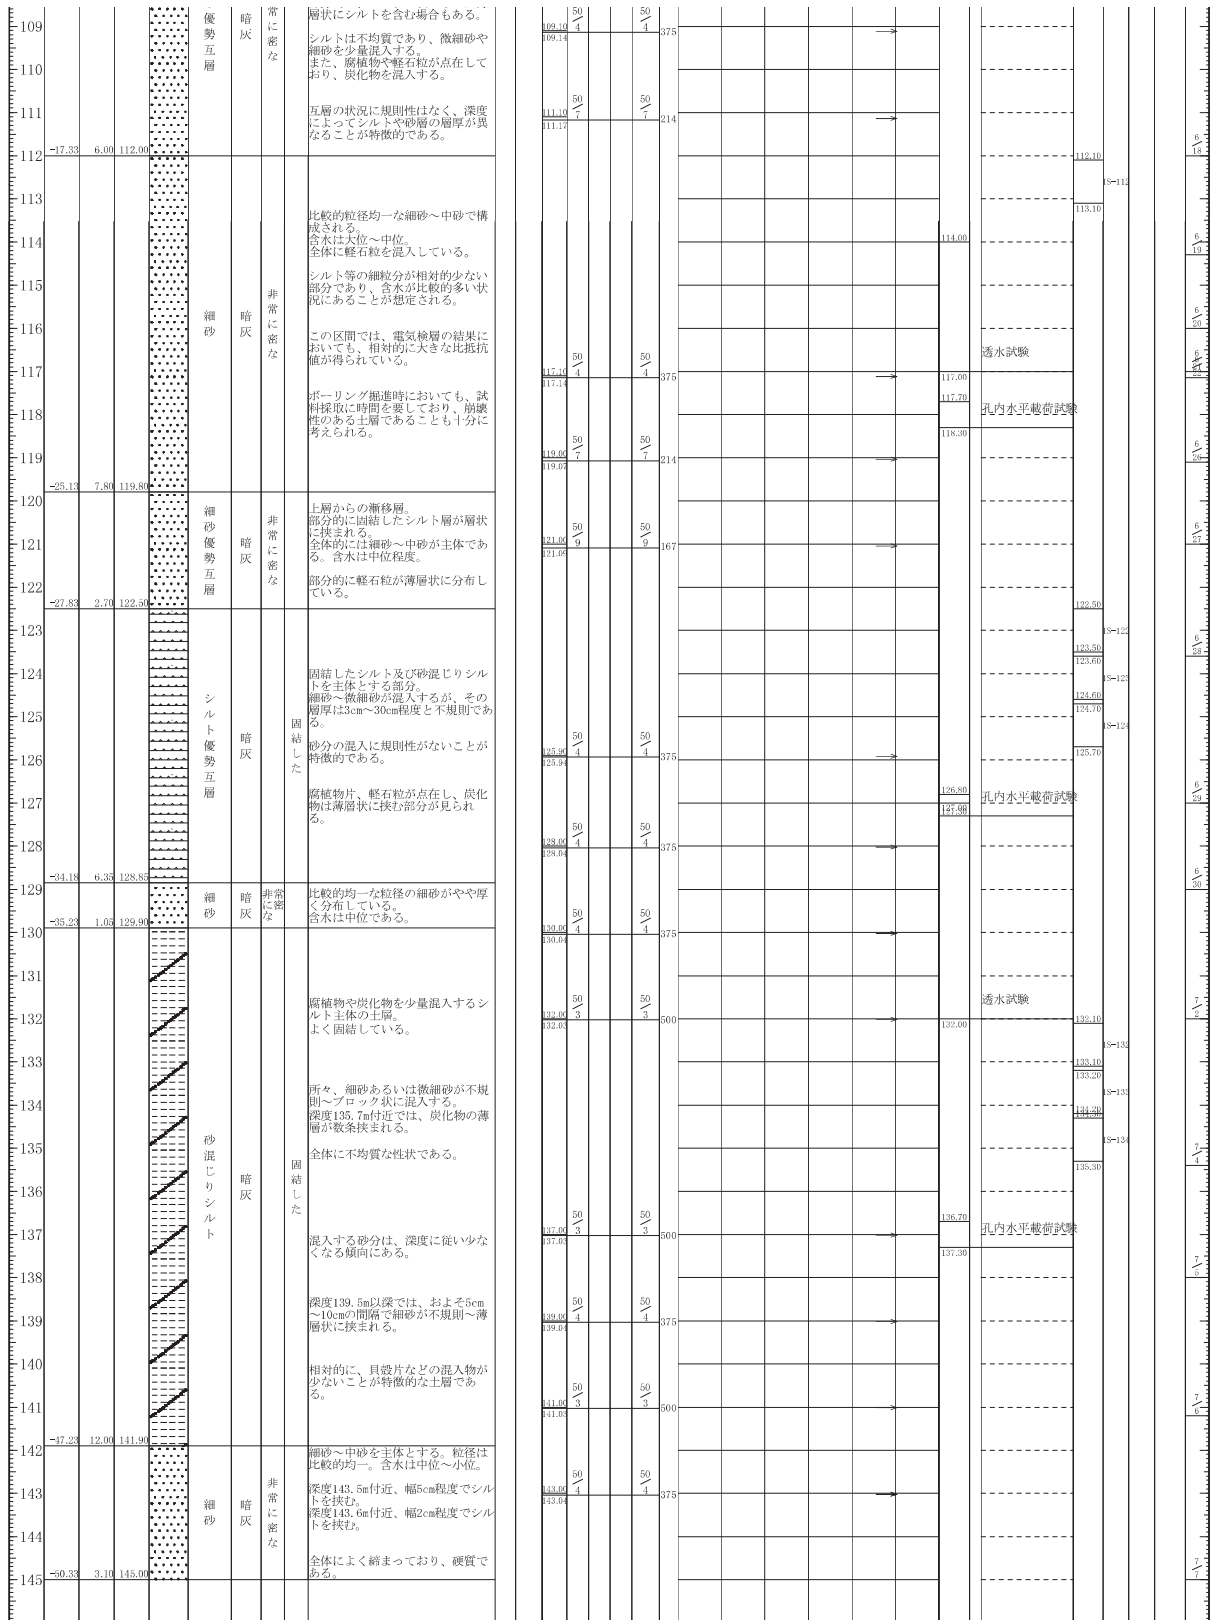 109
110
111
112
113
114
115
116
117
118
119
120
121
122
123
124
125
126
127
128
129
130
131
132
133
134
135
136
137
138
139
140
141
142
143
144
145
-17.33 6.00 112.00
-25.13 7.80 119.80
-27.83 2.70 122.50
-34.18 6.35 128.85
-35.23 1.05 129.90
-47.23 12.00 141.90
-50.33 3.10 145.00
優勢互層
暗灰
常に密な
層状にシルトを含む場合もある。
シルトは不均質であり、微細砂や
細砂を少量混入する。
また、腐植物や軽石粒が点在して
おり、炭化物を混入する。
互層の状況に規則性はなく、深度
によってシルトや砂層の層厚が異
なることが特徴的である。
細砂
暗灰
非常に密な
比較的粒径均一な細砂～中砂で構
成される。
含水は大位～中位。
全体に軽石粒を混入している。
シルト等の細粒分が相対的少ない
部分であり、含水が比較的多い状
況にあることが想定される。
この区間では、電気検層の結果に
おいても、相対的に大きな比抵抗
値が得られている。
ボーリング掘進時においても、試
料採取に時間を要しており、崩壊
性のある土層であることも十分に
考えられる。
細砂優勢互層
暗灰
非常に密な
上層からの漸移層。
部分的に固結したシルト層が層状
に挟まれる。
全体的には細砂～中砂が主体であ
る。含水は中位程度。
部分的に軽石粒が薄層状に分布し
ている。
シルト優勢互層
暗灰
固結した
固結したシルト及び砂混じりシル
トを主体とする部分。
細砂～微細砂が混入するが、その
層厚は3cm～30cm程度と不規則であ
る。
砂分の混入に規則性がないことが
特徴的である。
腐植物片、軽石粒が点在し、炭化
物は薄層状に挟む部分が見られ
る。
細砂
暗灰
非常に密な
比較的均一な粒径の細砂がやや厚
く分布している。
含水は中位である。
砂混じりシルト
暗灰
固結した
腐植物や炭化物を少量混入するシ
ルト主体の土層。
よく固結している。
所々、細砂あるいは微細砂が不規
則～ブロック状に混入する。
深度135.7m付近では、炭化物の薄
層が数条挟まれる。
全体に不均質な性状である。
混入する砂分は、深度に従い少な
くなる傾向にある。
深度139.5m以深では、およそ5cm
～10cmの間隔で細砂が不規則～薄
層状に挟まれる。
相対的に、貝殻片などの混入物が
少ないことが特徴的な土層であ
る。
細砂
暗灰
非常に密な
細砂～中砂を主体とする。粒径は
比較的均一。含水は中位～小位。
深度143.5m付近、幅5cm程度でシル
トを挟む。
深度143.6m付近、幅2cm程度でシル
トを挟む。
全体によく締まっており、硬質で
ある。
109.10 109.14 50/4 50/4 375
111.10 111.17 50/7 50/7 214
117.10 117.14 50/4 50/4 375
119.00 119.07 50/7 50/7 214
121.00 121.09 50/9 50/9 167
125.90 125.94 50/4 50/4 375
128.00 128.04 50/4 50/4 375
130.00 130.04 50/4 50/4 375
132.00 132.03 50/3 50/3 500
137.00 137.03 50/3 50/3 500
139.00 139.04 50/4 50/4 375
141.00 141.03 50/3 50/3 500
143.00 143.04 50/4 50/4 375
114.00
透水試験
117.00
117.70
孔内水平載荷試験
118.30
126.80
孔内水平載荷試験
127.00
127.30
透水試験
132.00
136.70
孔内水平載荷試験
137.30
112.10
IS-112
113.10
122.50
IS-122
123.50
123.60
IS-123
124.60
124.70
IS-124
125.70
132.10
IS-132
133.10
133.20
IS-133
134.20
IS-134
135.30
6/18
6/19
6/20
6/22
6/26
6/27
6/28
6/29
6/30
7/2
7/4
7/5
7/6
7/7